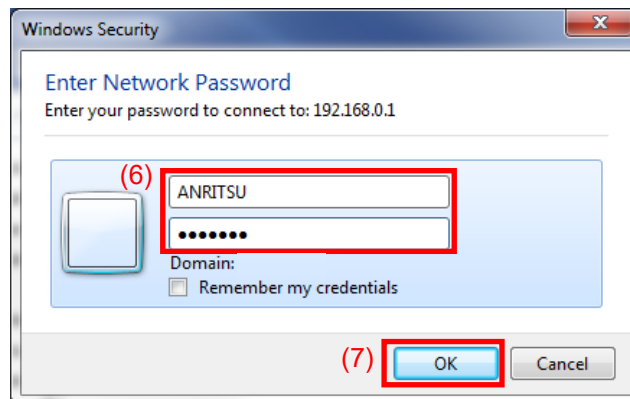 Windows Security
Enter Network Password
Enter your password to connect to: 192.168.0.1
(6)
ANRITSU
•••••••
Domain:
Remember my credentials
(7) OK Cancel